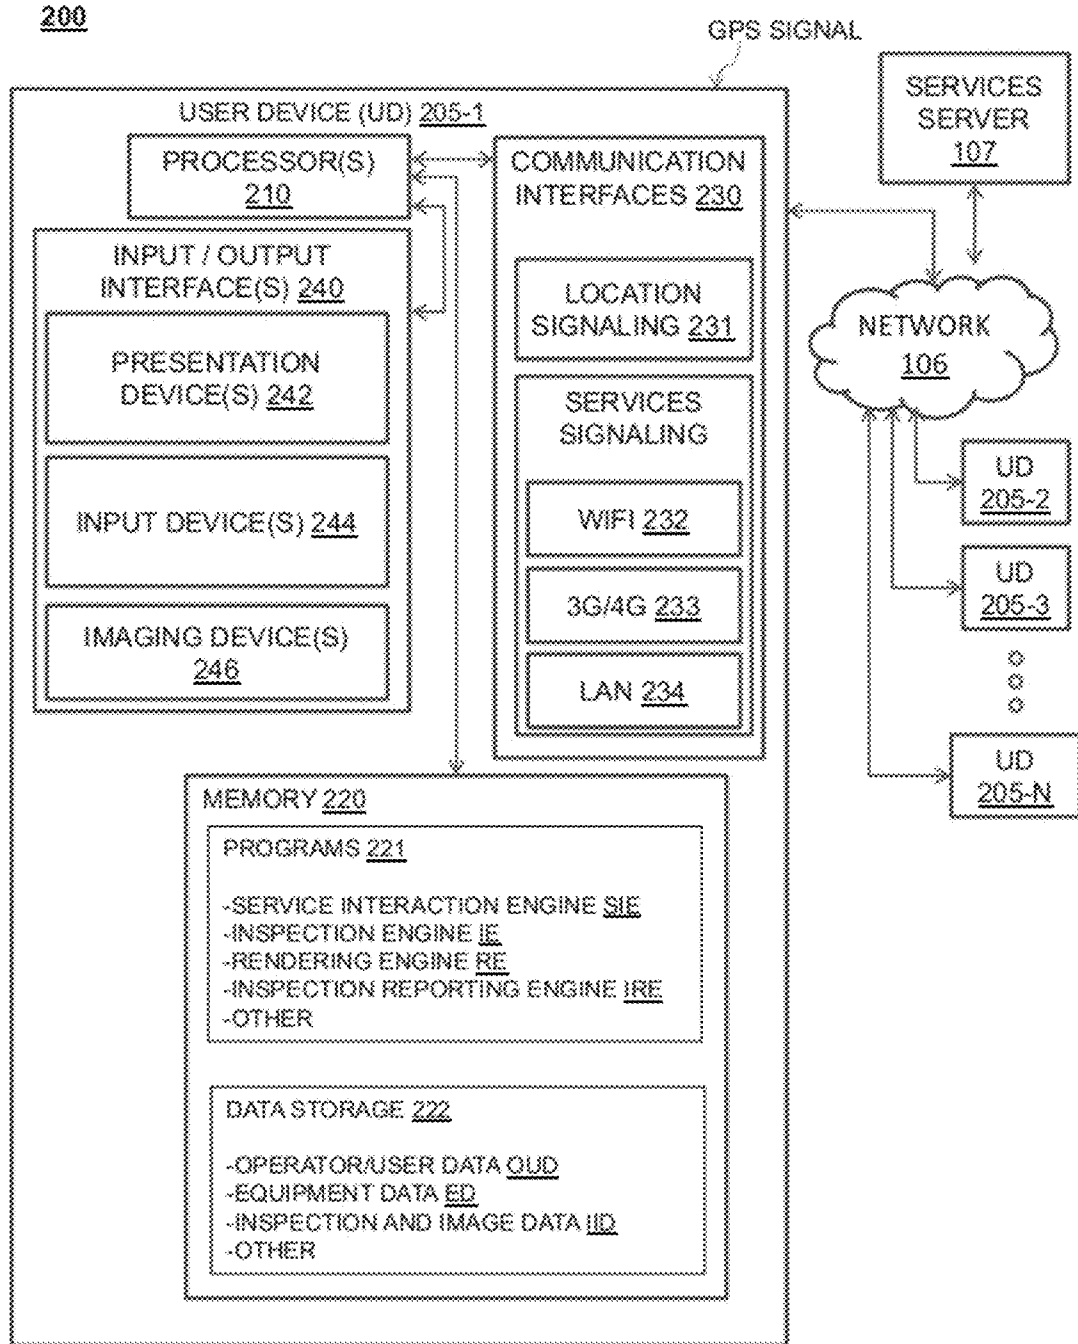 200
GPS SIGNAL
USER DEVICE (UD) 205-1
PROCESSOR(S)
210
INPUT / OUTPUT
INTERFACE(S) 240
PRESENTATION
DEVICE(S) 242
INPUT DEVICE(S) 244
IMAGING DEVICE(S)
246
COMMUNICATION
INTERFACES 230
LOCATION
SIGNALING 231
SERVICES
SIGNALING
WIFI 232
3G/4G 233
LAN 234
MEMORY 220
PROGRAMS 221
-SERVICE INTERACTION ENGINE SIE
-INSPECTION ENGINE IE
-RENDERING ENGINE RE
-INSPECTION REPORTING ENGINE IRE
-OTHER
DATA STORAGE 222
-OPERATOR/USER DATA OUD
-EQUIPMENT DATA ED
-INSPECTION AND IMAGE DATA IID
-OTHER
SERVICES
SERVER
107
NETWORK
106
UD
205-2
UD
205-3
UD
205-N